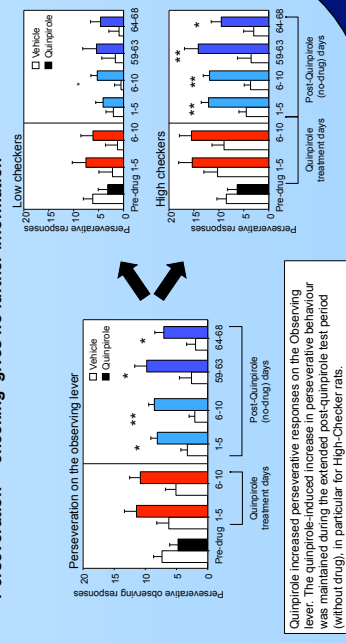 Perseveration on the observing lever
Perseverative observing responses
20
15
10
5
0
Vehicle
Quinpirole
*
**
*
*
Pre-drug 1-5 6-10 1-5 6-10 59-63 64-68
Quinpirole
treatment days
Post-Quinpirole
(no-drug) days
Low checkers
Perseverative responses
20
15
10
5
0
Vehicle
Quinpirole
*
Pre-drug 1-5 6-10 1-5 6-10 59-63 64-68
High checkers
Perseverative responses
20
15
10
5
0
**
**
**
*
Pre-drug 1-5 6-10 1-5 6-10 59-63 64-68
Quinpirole
treatment days
Post-Quinpirole
(no-drug) days
Quinpirole increased perseverative responses on the Observing
lever. The quinpirole-induced increase in perseverative behaviour
was maintained during the extended post-quinpirole test period
(without drug), in particular for High-Checker rats.